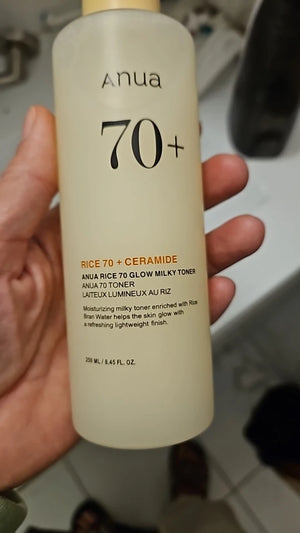 Anua
70+
RICE 70 + CERAMIDE
ANUA RICE 70 GLOW MILKY TONER
ANUA 70 TONER
LAITEUX LUMINEUX AU RIZ
Moisturizing milky toner enriched with Rice
Bran Water helps the skin glow with
a refreshing lightweight finish.
250 ML / 8.45 FL. OZ.